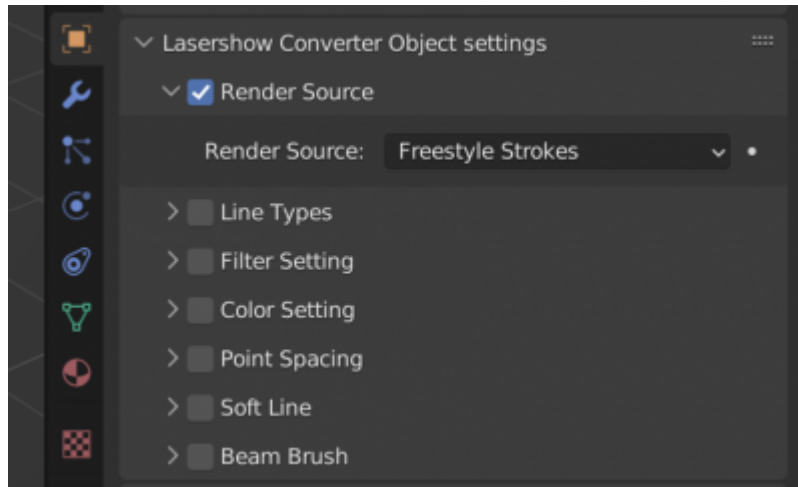 Lasershow Converter Object settings
Render Source
Render Source: Freestyle Strokes
Line Types
Filter Setting
Color Setting
Point Spacing
Soft Line
Beam Brush